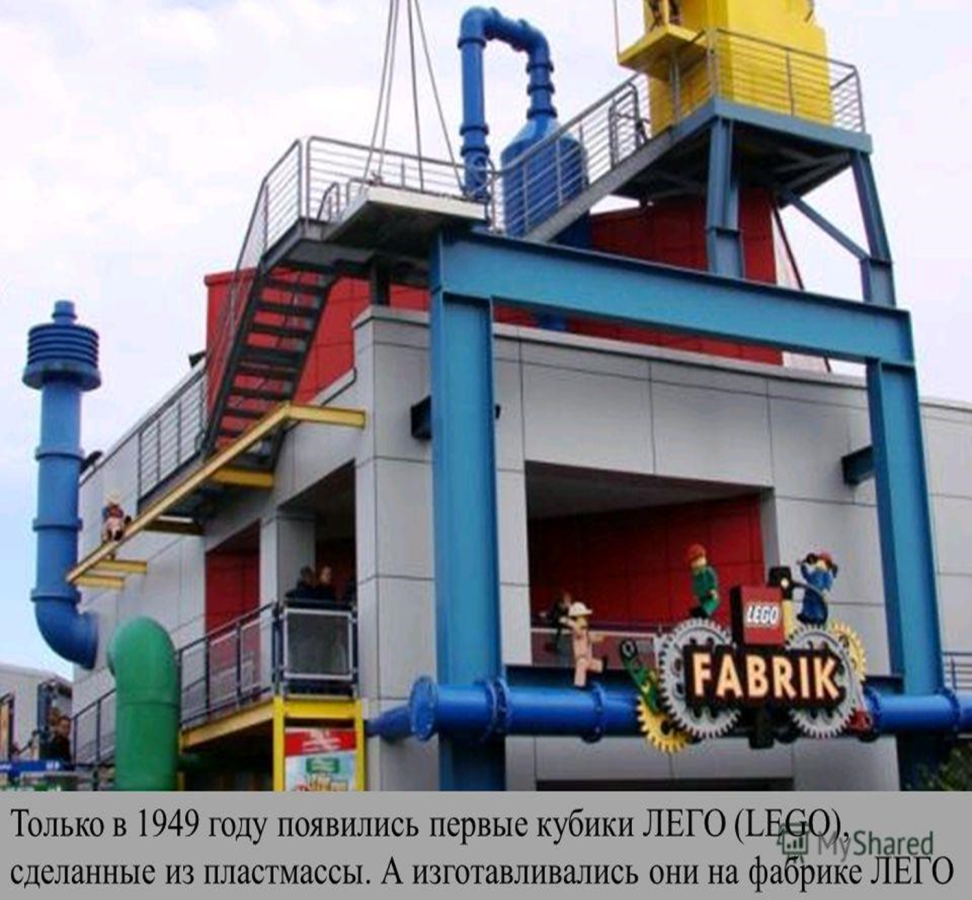 LEGO
FABRIK
Только в 1949 году появились первые кубики ЛЕГО (LEGO),
сделанные из пластмассы. А изготавливались они на фабрике ЛЕГО
MyShared